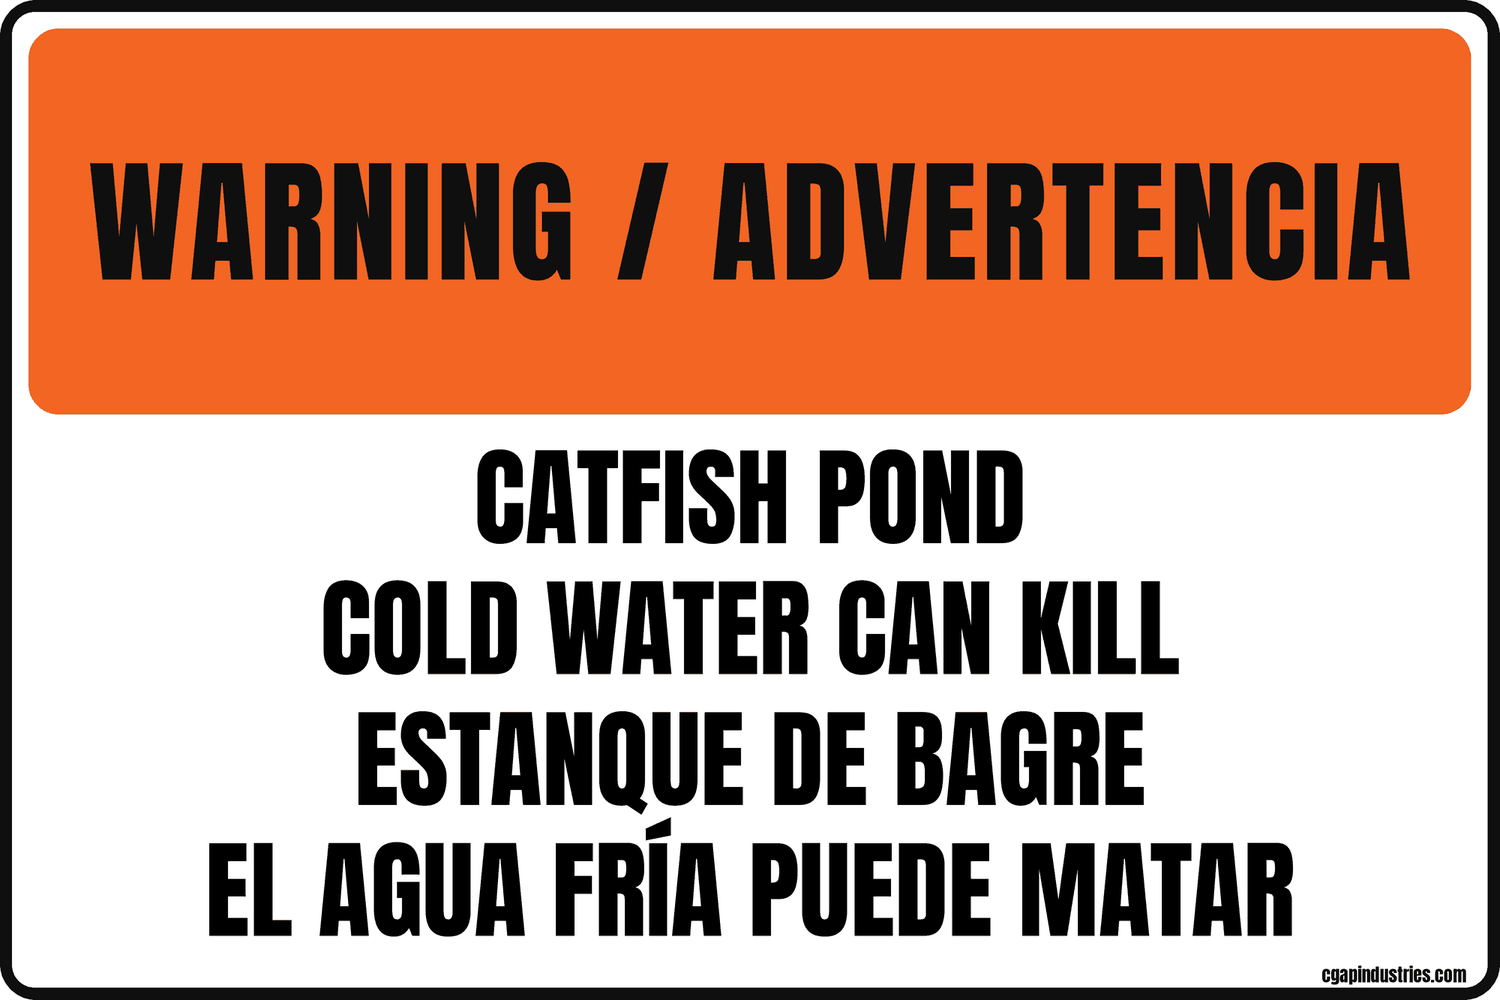 WARNING / ADVERTENCIA
CATFISH POND
COLD WATER CAN KILL
ESTANQUE DE BAGRE
EL AGUA FRÍA PUEDE MATAR
cgapindustries.com